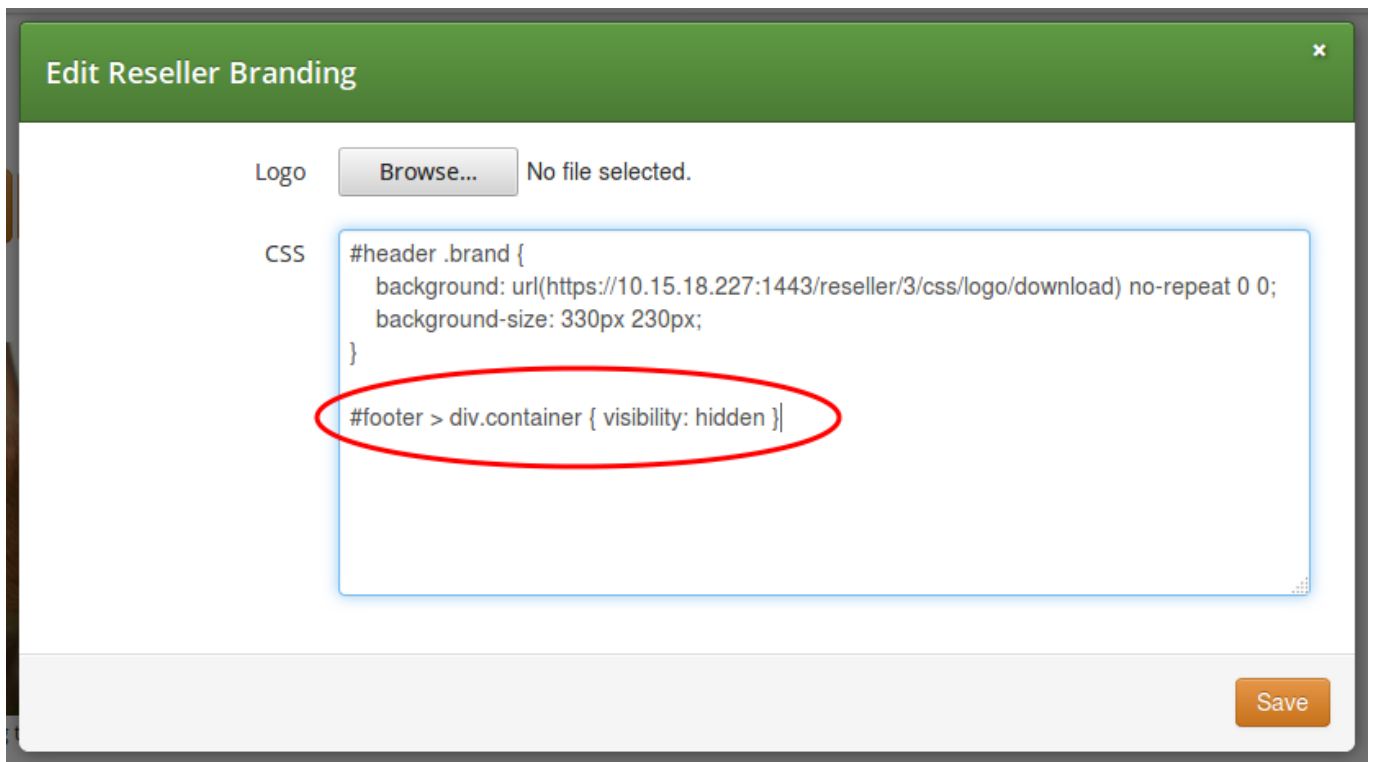 Edit Reseller Branding
×
Logo Browse... No file selected.
CSS
#header .brand {
    background: url(https://10.15.18.227:1443/reseller/3/css/logo/download) no-repeat 0 0;
    background-size: 330px 230px;
}
#footer > div.container { visibility: hidden }
Save